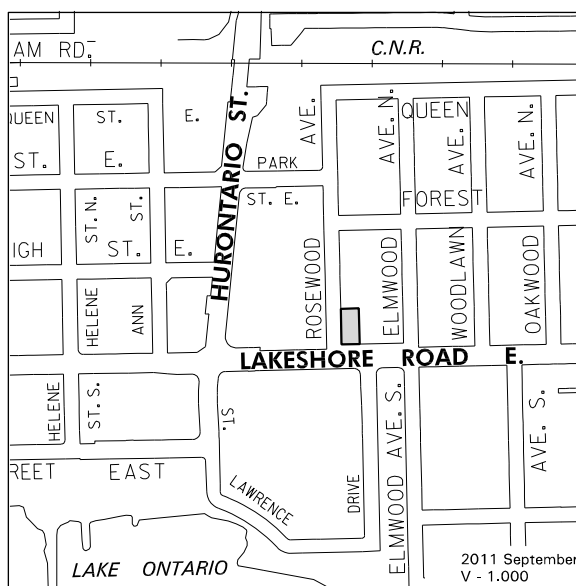 AM RD.
C.N.R.
QUEEN ST. E.
HURONTARIO ST.
AVE.
AVE. N.
QUEEN
AVE.
AVE. N.
ST. E.
PARK
ST. E.
FOREST
ST. N.
ST.
IGH ST. E.
HELENE
ANN
ROSEWOOD
ELMWOOD
WOODLAWN
OAKWOOD
LAKESHORE ROAD E.
HELENE
ST. S.
ST.
ELMWOOD AVE. S.
AVE. S.
REET EAST
LAWRENCE
DRIVE
LAKE ONTARIO
2011 September
V - 1.000